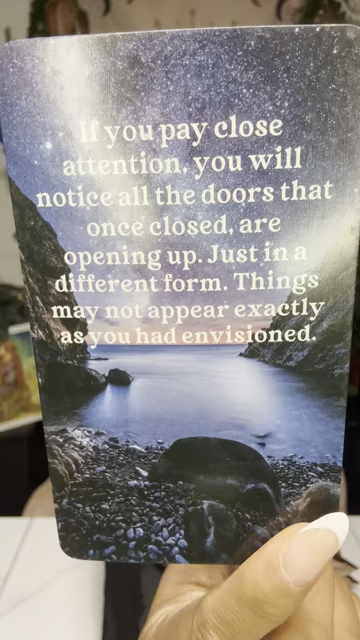 If you pay close
attention, you will
notice all the doors that
once closed, are
opening up. Just in a
different form. Things
may not appear exactly
as you had envisioned.